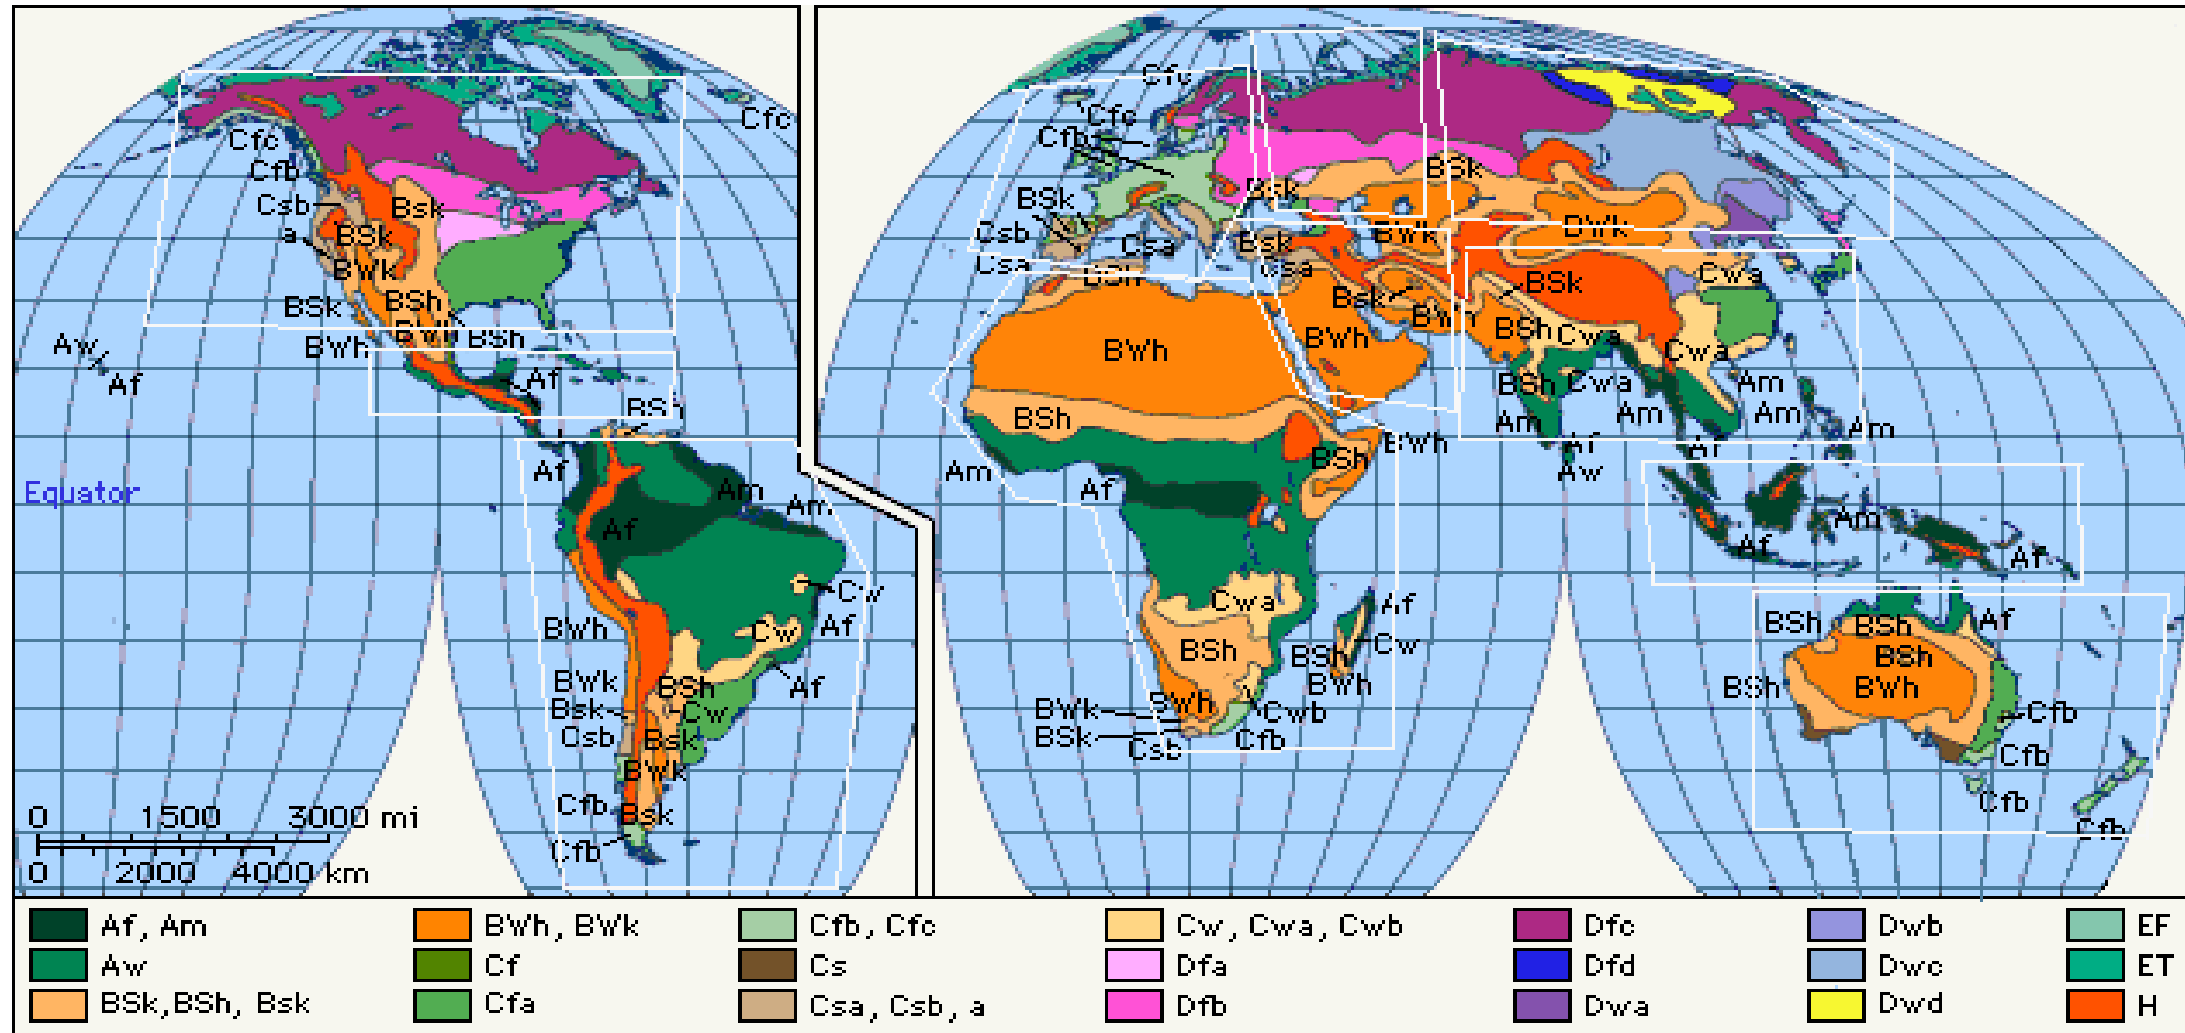 Cfc
Cfc
Cfb
Csb
a
Bsk
BSk
BWk
BSk
BSh
BWh
BSh
BWh
Aw
Af
Af
BSh
Equator
Af
Am
Am
Af
Cw
Cw
Af
BWh
Af
BWk
BSh
Bsk
Cw
Csb
Bsk
BWk
Cfb
Bsk
Cfb
0 1500 3000 mi
0 2000 4000 km
Cfc
Cfc
Cfb
BSk
BSk
Bsk
Csb
Csa
Bsk
BWk
BWk
Csa
BSh
Csa
Cwa
BSk
Bsk
BWh
BWh
BWh
BSh
Cwa
Cwa
BSh
BSh
Cwa
Am
Am
Am
Am
Am
BWh
BSh
Af
Af
Aw
Am
Af
Am
Af
Af
Cwa
Af
BSh
Cw
BSh
BWh
BWh
BWk
Cwb
BSk
Csb
Cfb
BSh
BSh
Af
BSh
BSh
BWh
Cfb
Cfb
Cfb
Cfb
Af, Am
Aw
BSk,BSh, Bsk
BWh, BWk
Cf
Cfa
Cfb, Cfc
Cs
Csa, Csb, a
Cw, Cwa, Cwb
Dfa
Dfb
Dfc
Dfd
Dwa
Dwb
Dwc
Dwd
EF
ET
H